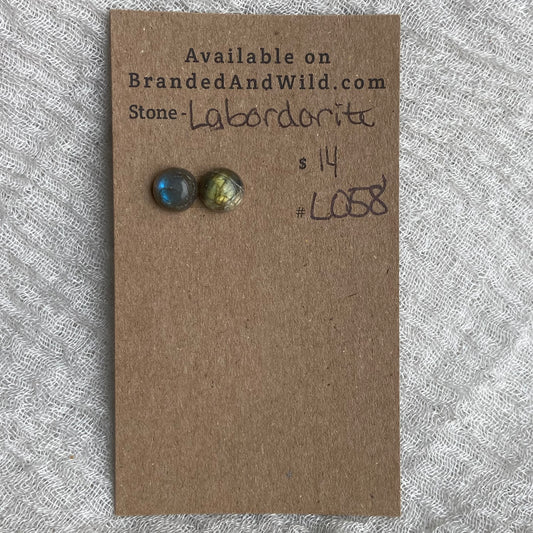 Available on
BrandedAndWild.com
Stone - Labordorite
$ 14
# L058